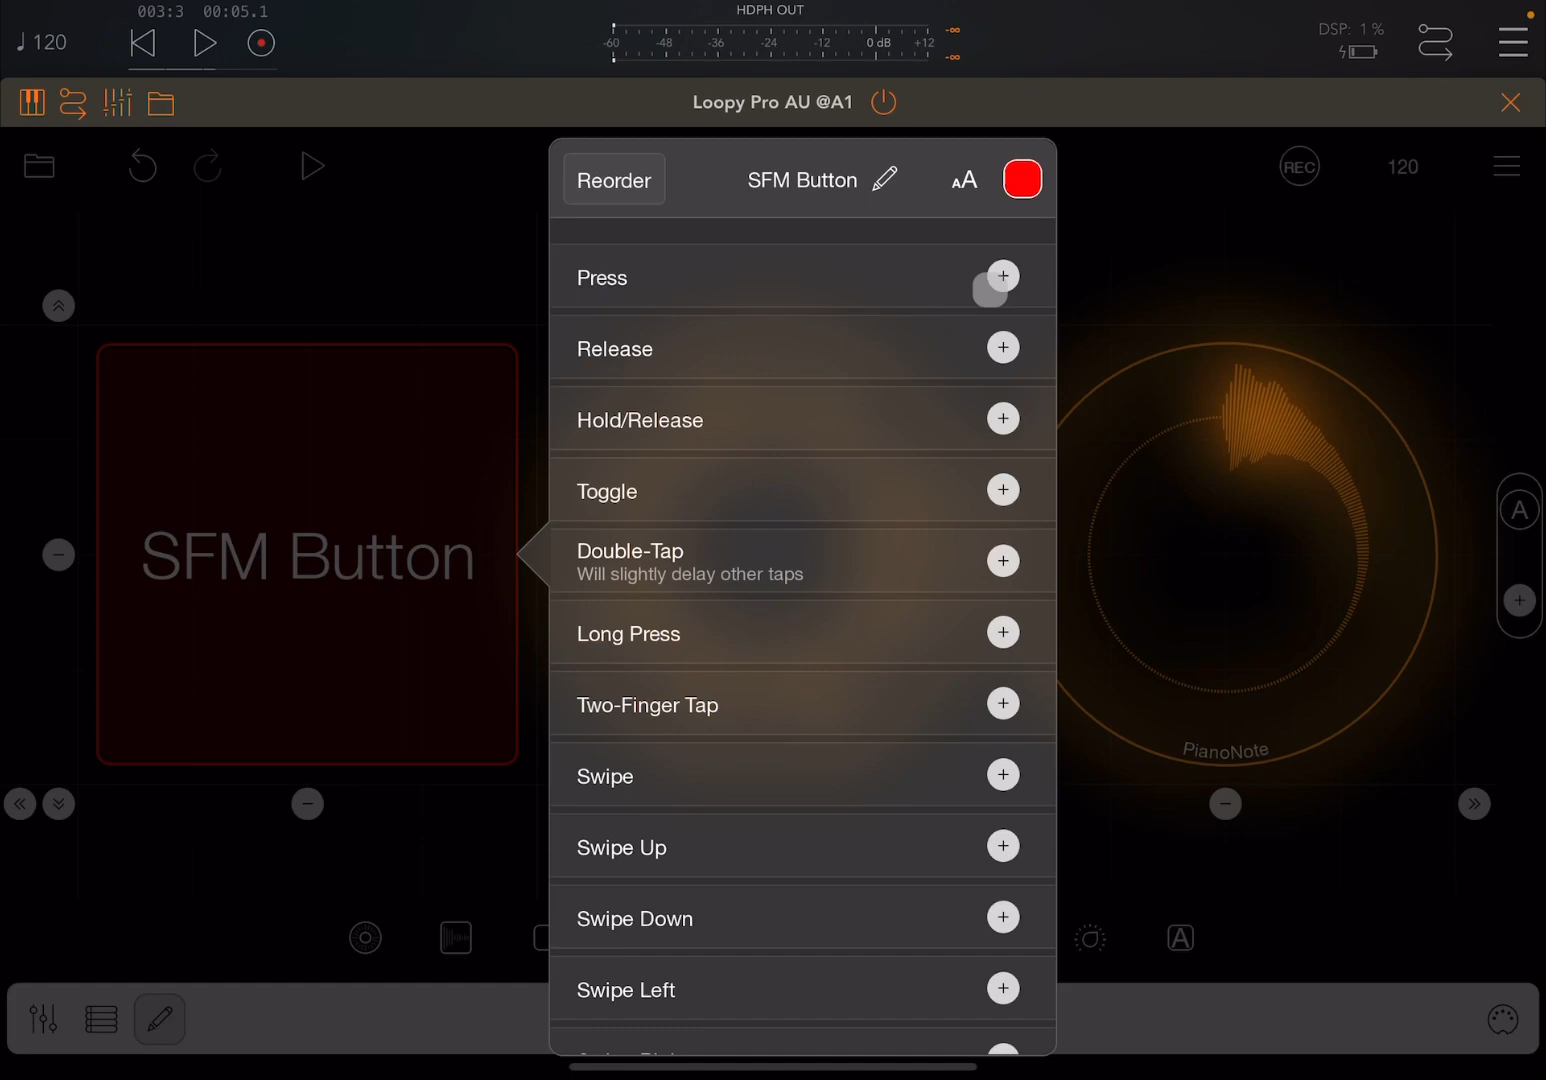 003:3 00:05.1
HDPH OUT
♩ 120
-60 -48 -36 -24 -12 0 dB +12
-∞
-∞
DSP: 1 %
Loopy Pro AU @A1
REC
120
Reorder
SFM Button
AA
Press
Release
Hold/Release
Toggle
Double-Tap
Will slightly delay other taps
Long Press
Two-Finger Tap
Swipe
Swipe Up
Swipe Down
Swipe Left
SFM Button
PianoNote
A
A